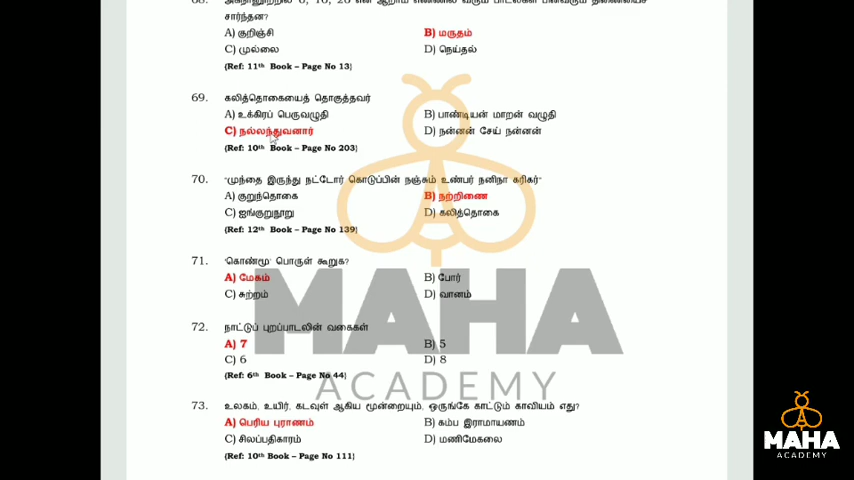 68. அகநானூற்றில் 6, 16, 26 என ஆறாம் எண்ணில் வரும் பாடல்கள் பின்வரும் திணையைச்
சார்ந்தன?
A) குறிஞ்சி B) மருதம்
C) முல்லை D) நெய்தல்
(Ref: 11th Book – Page No 13)
69. கலித்தொகையைத் தொகுத்தவர்
A) உக்கிரப் பெருவழுதி B) பாண்டியன் மாறன் வழுதி
C) நல்லந்துவனார் D) நன்னன் சேய் நன்னன்
(Ref: 10th Book – Page No 203)
70. "முந்தை இருந்து நட்டோர் கொடுப்பின் நஞ்சும் உண்பர் நனிநா கரிகர்"
A) குறுந்தொகை B) நற்றிணை
C) ஐங்குறுநூறு D) கலித்தொகை
(Ref: 12th Book – Page No 139)
71. 'கொண்மூ' பொருள் கூறுக?
A) மேகம் B) போர்
C) சுற்றம் D) வானம்
72. நாட்டுப் புறப்பாடலின் வகைகள்
A) 7 B) 5
C) 6 D) 8
(Ref: 6th Book – Page No 44)
73. உலகம், உயிர், கடவுள் ஆகிய மூன்றையும், ஒருங்கே காட்டும் காவியம் எது?
A) பெரிய புராணம் B) கம்ப இராமாயணம்
C) சிலப்பதிகாரம் D) மணிமேகலை
(Ref: 10th Book – Page No 111)
MAHA
ACADEMY
MAHA
ACADEMY